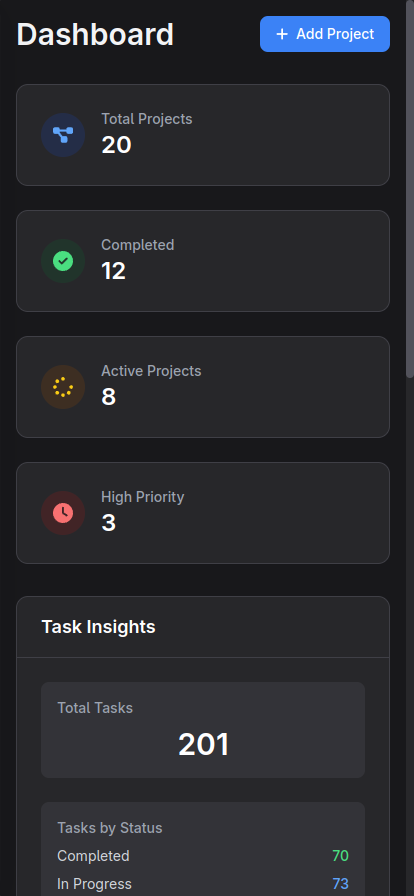 Dashboard
Add Project
Total Projects
20
Completed
12
Active Projects
8
High Priority
3
Task Insights
Total Tasks
201
Tasks by Status
Completed 70
In Progress 73